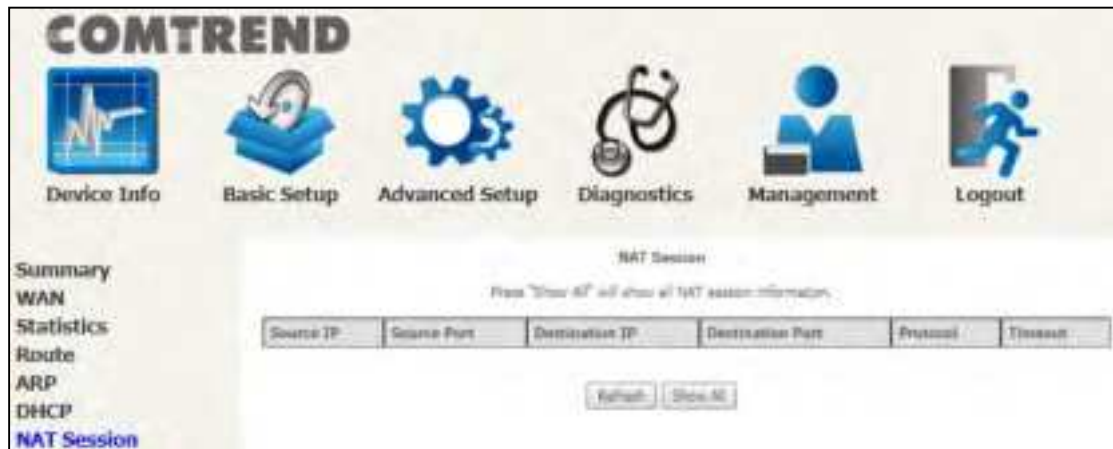 COMTREND
Device Info
Basic Setup
Advanced Setup
Diagnostics
Management
Logout
Summary
WAN
Statistics
Route
ARP
DHCP
NAT Session
NAT Session
Press "Show All" will show all NAT session information.
Source IP
Source Port
Destination IP
Destination Port
Protocol
Timeout
Refresh
Show All